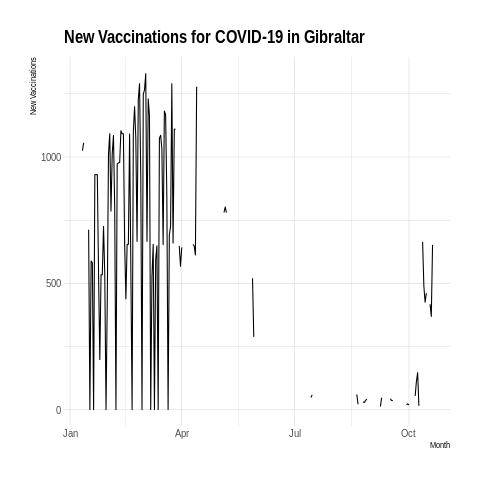 New Vaccinations for COVID-19 in Gibraltar
New Vaccinations
1000
500
0
Jan Apr Jul Oct
Month